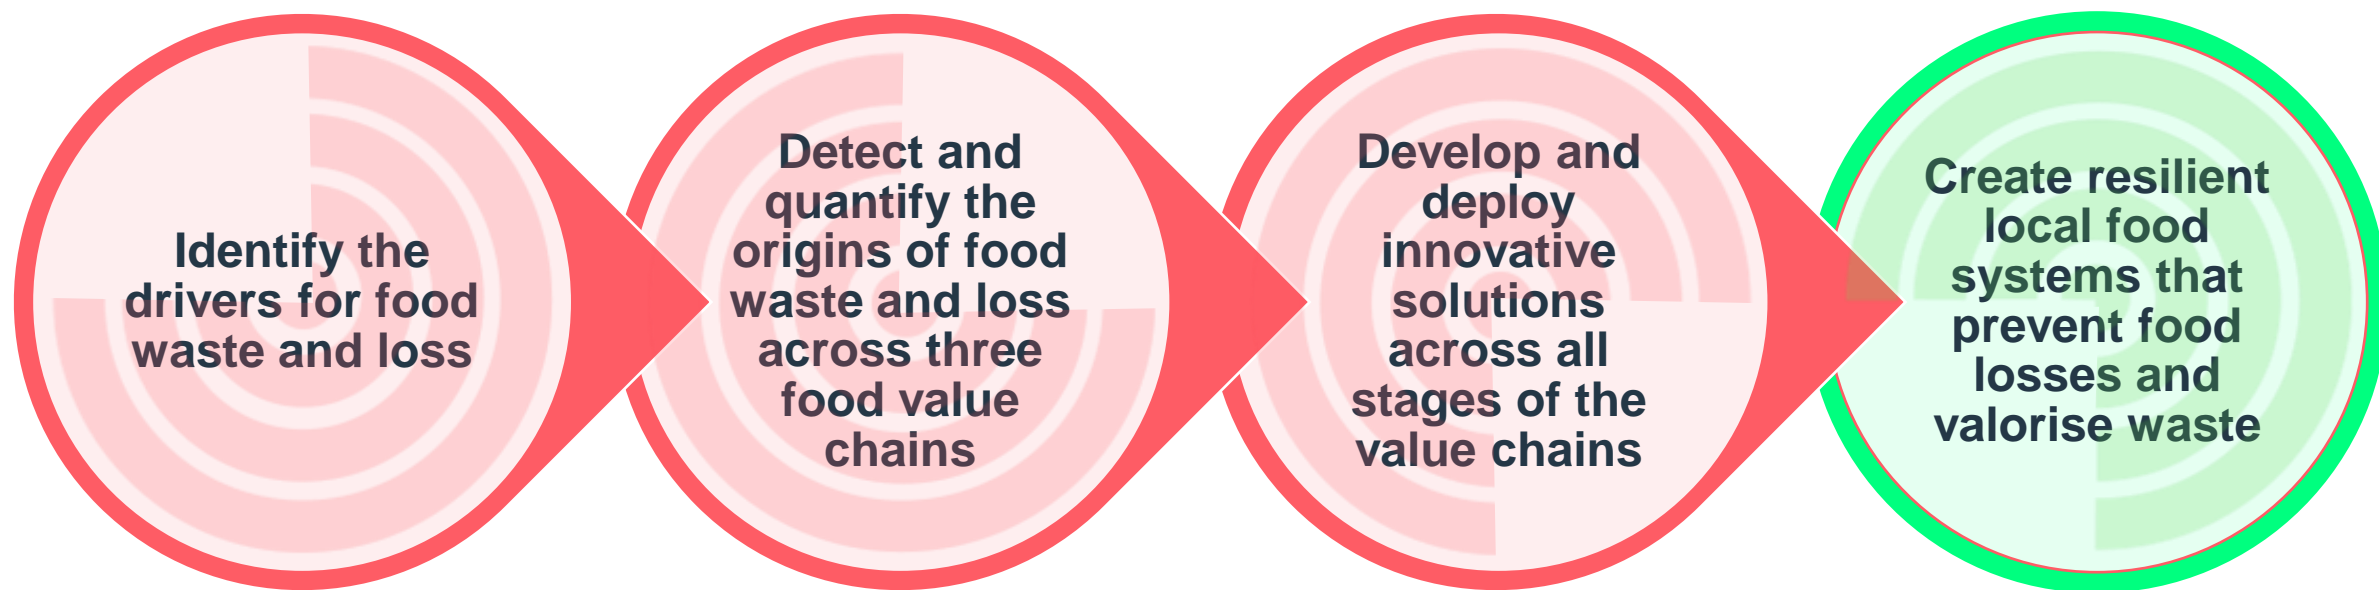 Identify the
drivers for food
waste and loss
Detect and
quantify the
origins of food
waste and loss
across three
food value
chains
Develop and
deploy
innovative
solutions
across all
stages of the
value chains
Create resilient
local food
systems that
prevent food
losses and
valorise waste